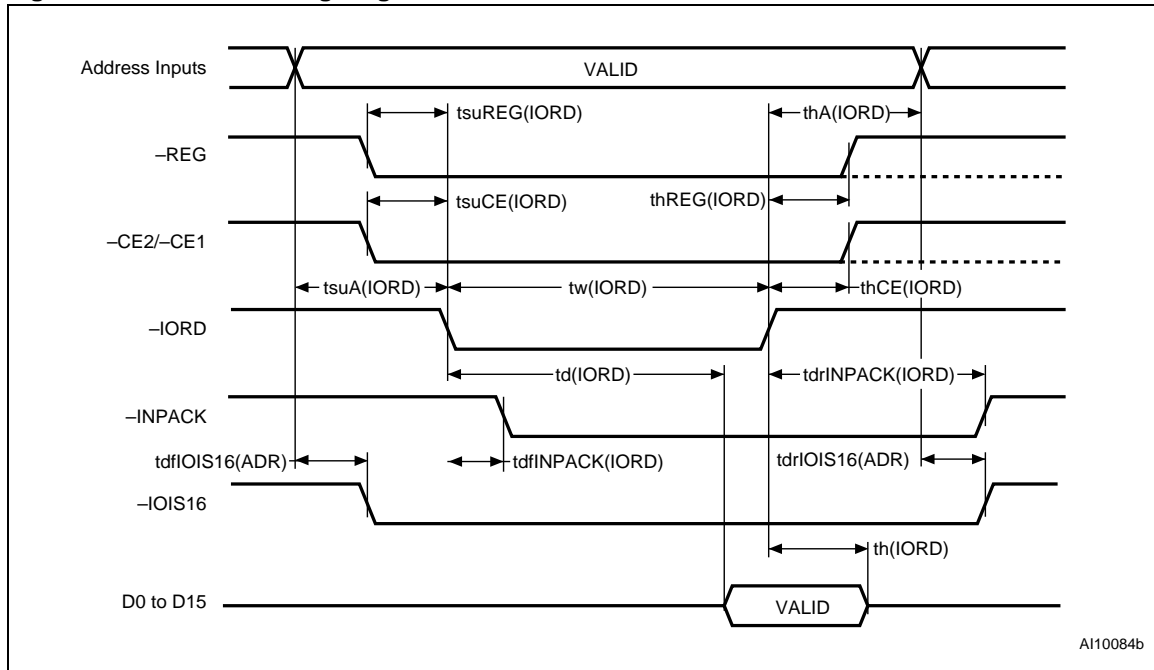 Address Inputs
VALID
tsuREG(IORD)
thA(IORD)
–REG
tsuCE(IORD)
thREG(IORD)
–CE2/–CE1
tsuA(IORD)
tw(IORD)
thCE(IORD)
–IORD
td(IORD)
tdrINPACK(IORD)
–INPACK
tdfIOIS16(ADR)
tdfINPACK(IORD)
tdrIOIS16(ADR)
–IOIS16
th(IORD)
D0 to D15
VALID
AI10084b